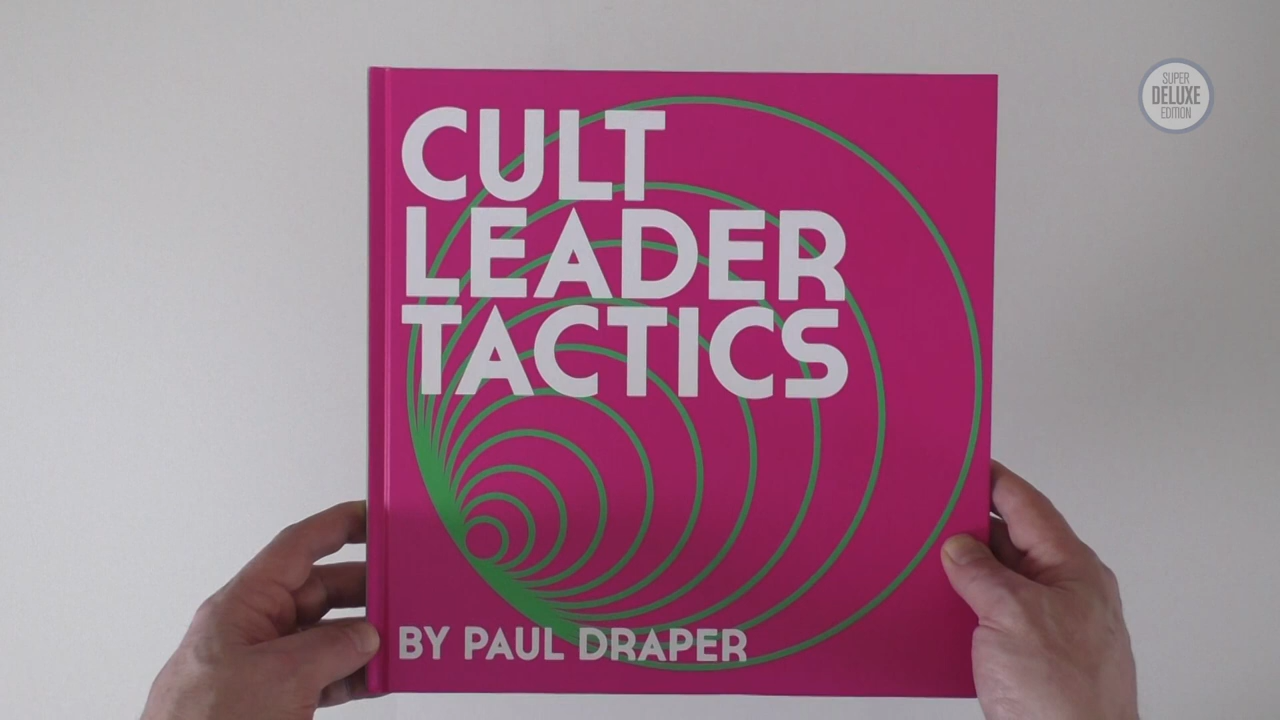 CULT
LEADER
TACTICS
BY PAUL DRAPER
SUPER
DELUXE
EDITION